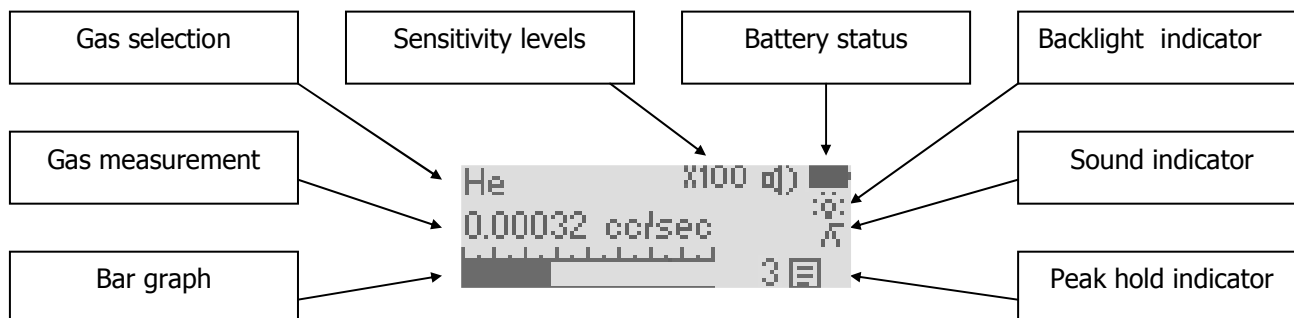 Gas selection
Sensitivity levels
Battery status
Backlight indicator
Gas measurement
Sound indicator
He
X100
0.00032 cc/sec
Bar graph
3
Peak hold indicator